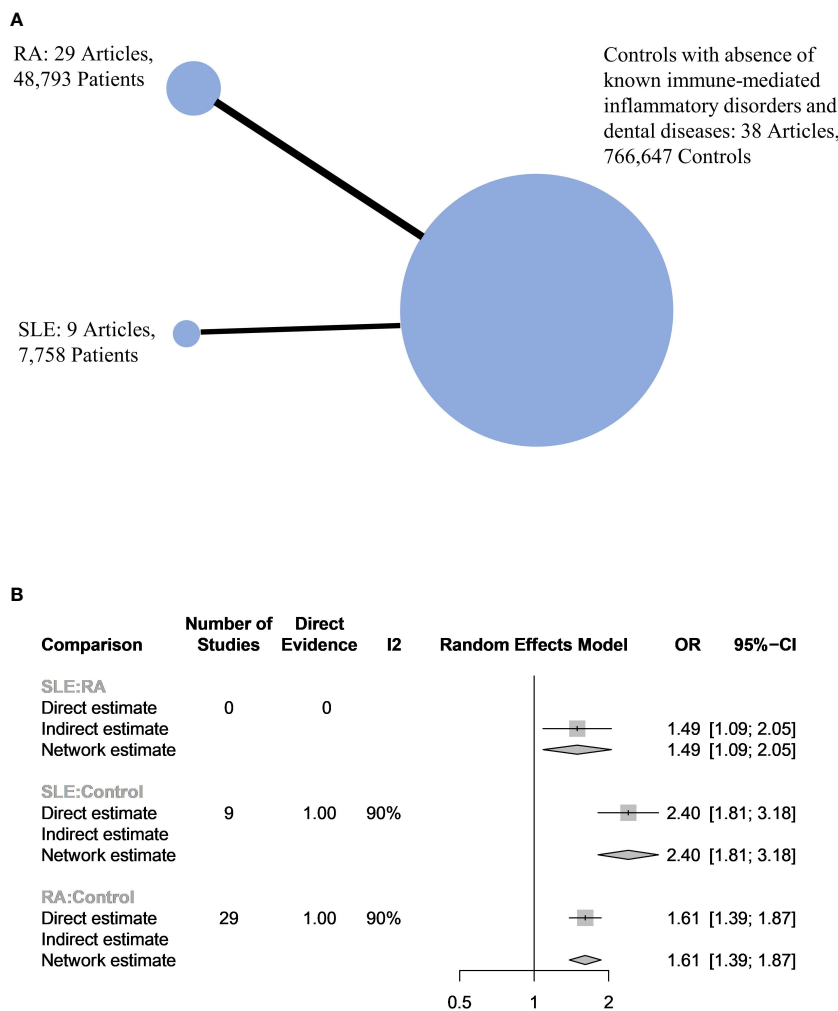 A
RA: 29 Articles,
48,793 Patients
Controls with absence of
known immune-mediated
inflammatory disorders and
dental diseases: 38 Articles,
766,647 Controls
SLE: 9 Articles,
7,758 Patients
B
Comparison Number of Studies Direct Evidence I2 Random Effects Model OR 95%−CI
SLE:RA
Direct estimate 0 0
Indirect estimate 1.49 [1.09; 2.05]
Network estimate 1.49 [1.09; 2.05]
SLE:Control
Direct estimate 9 1.00 90% 2.40 [1.81; 3.18]
Indirect estimate
Network estimate 2.40 [1.81; 3.18]
RA:Control
Direct estimate 29 1.00 90% 1.61 [1.39; 1.87]
Indirect estimate
Network estimate 1.61 [1.39; 1.87]
0.5 1 2